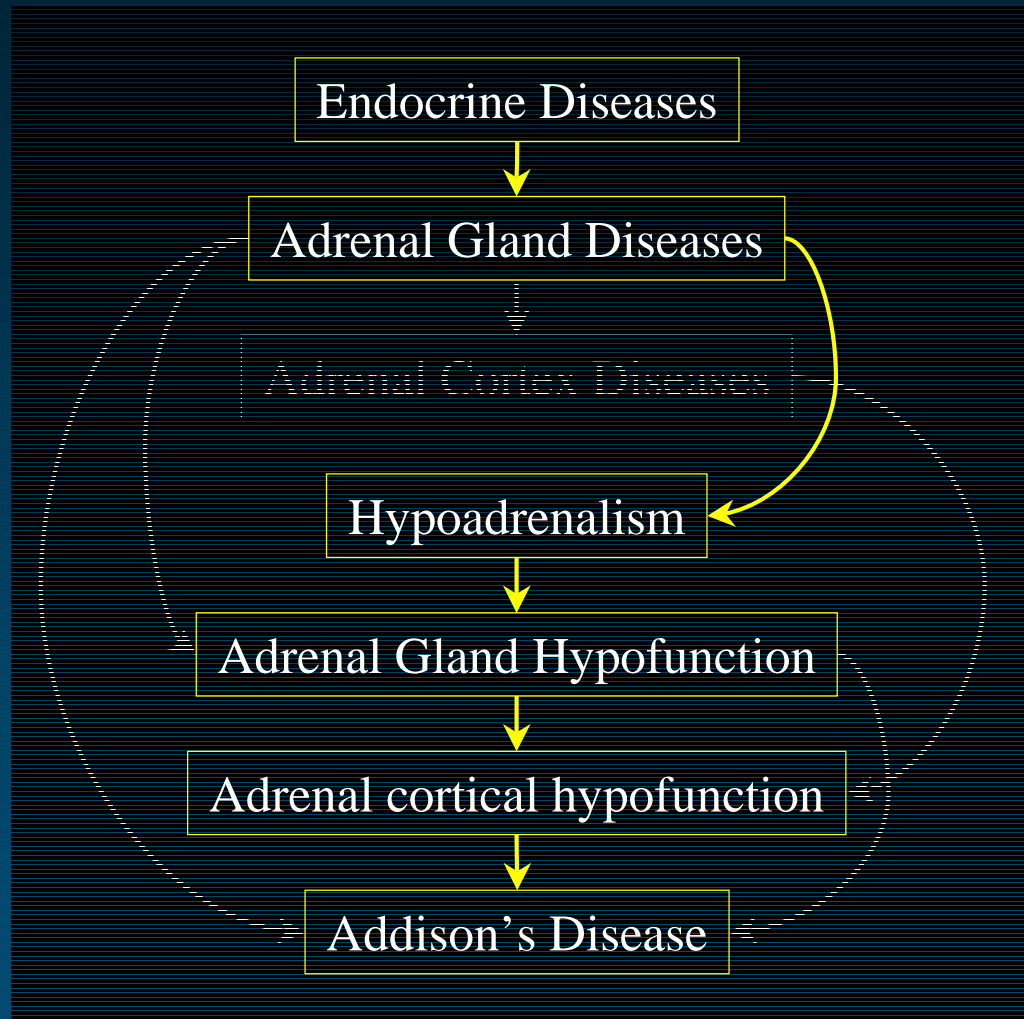 Endocrine Diseases
Adrenal Gland Diseases
Adrenal Cortex Diseases
Hypoadrenalism
Adrenal Gland Hypofunction
Adrenal cortical hypofunction
Addison’s Disease